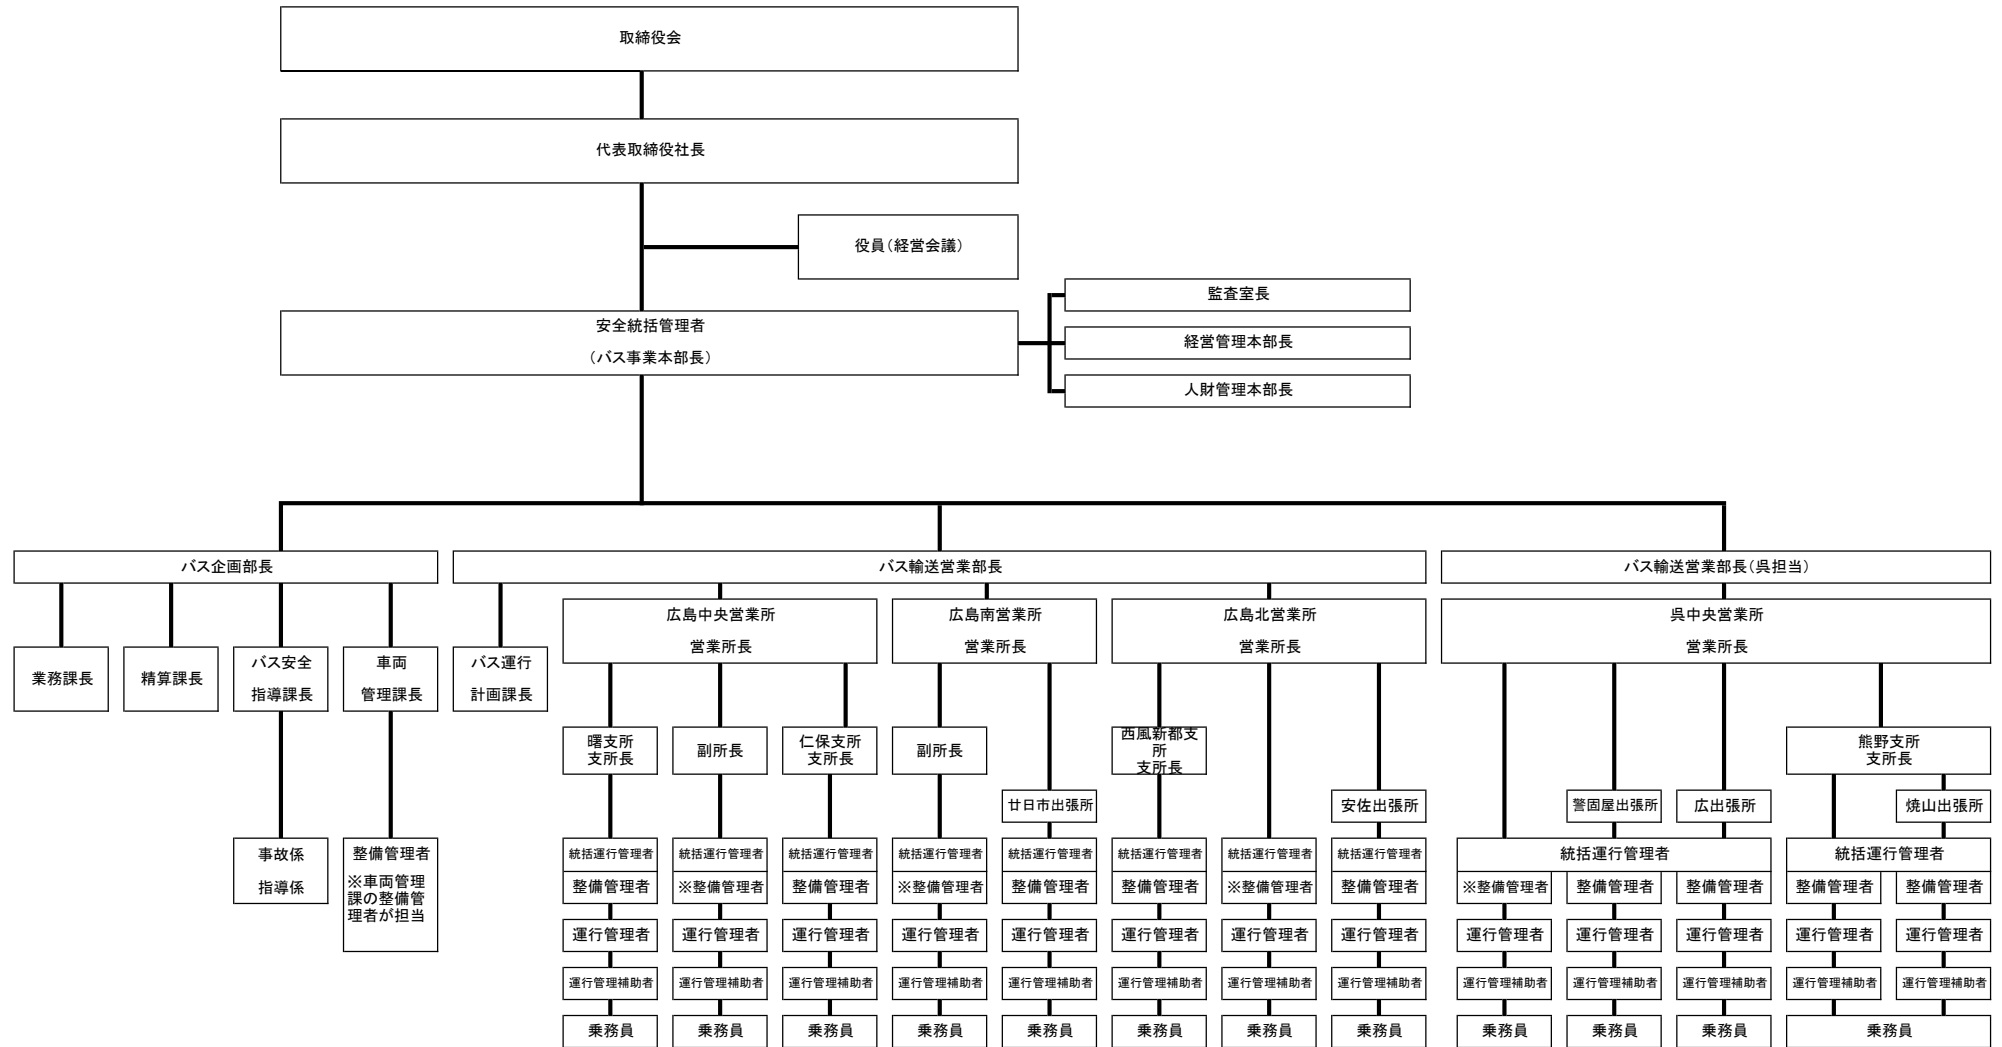 取締役会
代表取締役社長
役員(経営会議)
監査室長
安全統括管理者
(バス事業本部長)
経営管理本部長
人財管理本部長
バス企画部長
バス輸送営業部長
バス輸送営業部長(呉担当)
広島中央営業所
営業所長
広島南営業所
営業所長
広島北営業所
営業所長
呉中央営業所
営業所長
業務課長
精算課長
バス安全
指導課長
車両
管理課長
バス運行
計画課長
曙支所
支所長
副所長
仁保支所
支所長
副所長
西風新都支
所
支所長
熊野支所
支所長
廿日市出張所
安佐出張所
警固屋出張所
広出張所
焼山出張所
事故係
指導係
整備管理者
※車両管理
課の整備管
理者が担当
統括運行管理者
統括運行管理者
統括運行管理者
統括運行管理者
統括運行管理者
統括運行管理者
統括運行管理者
統括運行管理者
統括運行管理者
統括運行管理者
整備管理者
※整備管理者
整備管理者
※整備管理者
整備管理者
整備管理者
※整備管理者
整備管理者
※整備管理者
整備管理者
整備管理者
整備管理者
整備管理者
運行管理者
運行管理者
運行管理者
運行管理者
運行管理者
運行管理者
運行管理者
運行管理者
運行管理者
運行管理者
運行管理者
運行管理者
運行管理者
運行管理補助者
運行管理補助者
運行管理補助者
運行管理補助者
運行管理補助者
運行管理補助者
運行管理補助者
運行管理補助者
運行管理補助者
運行管理補助者
運行管理補助者
運行管理補助者
運行管理補助者
乗務員
乗務員
乗務員
乗務員
乗務員
乗務員
乗務員
乗務員
乗務員
乗務員
乗務員
乗務員